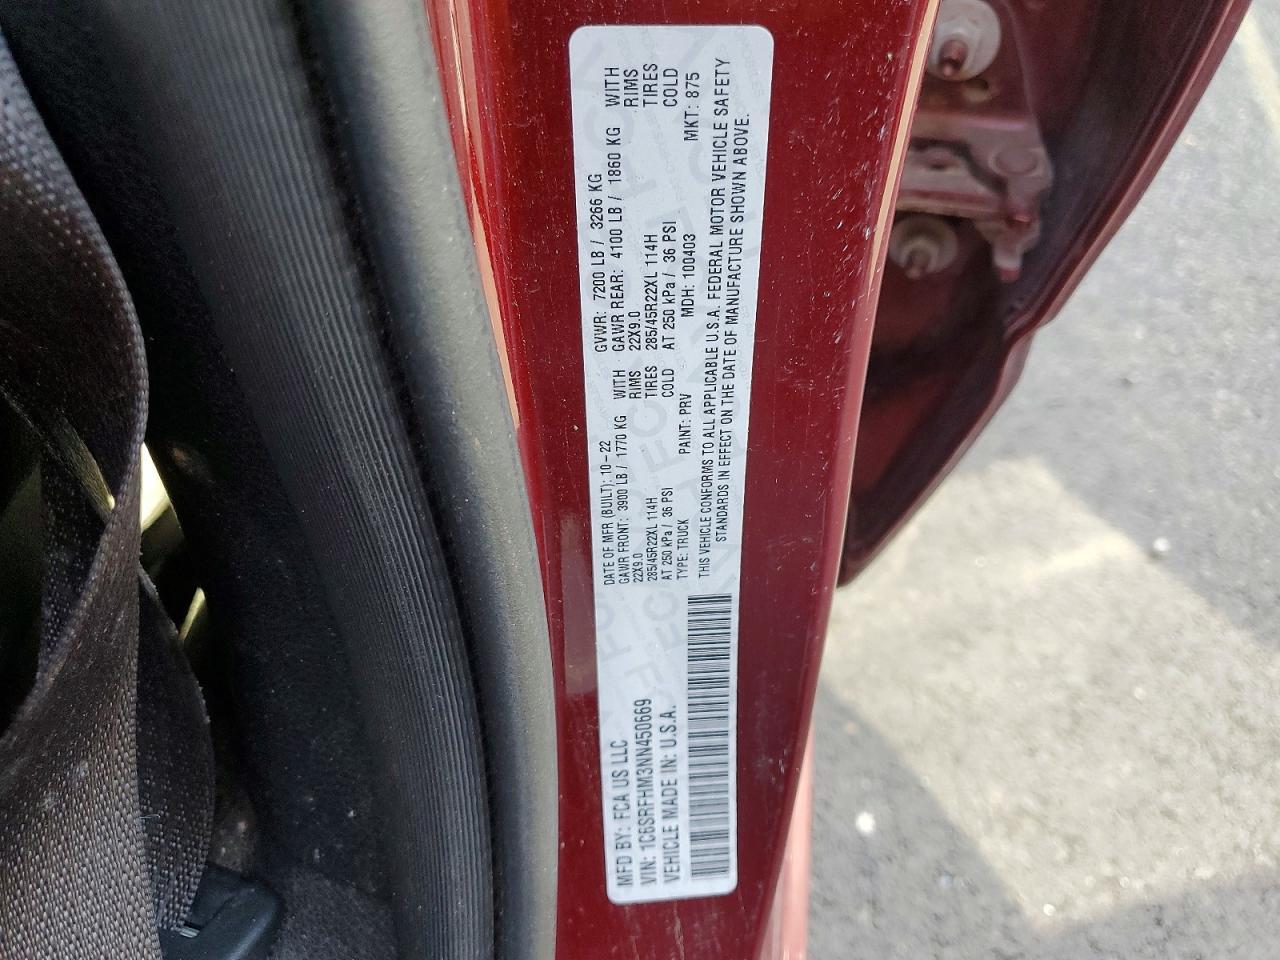 MFD BY: FCA US LLC
VIN: 1C6SRFHM3NN450669
VEHICLE MADE IN: U.S.A.
DATE OF MFR (BUILT): 10-22 GVWR: 7200 LB / 3266 KG
GAWR FRONT: 3900 LB / 1770 KG WITH GAWR REAR: 4100 LB / 1860 KG WITH
22X9.0 RIMS 22X9.0 RIMS
285/45R22XL 114H TIRES 285/45R22XL 114H TIRES
AT 250 kPa / 36 PSI COLD AT 250 kPa / 36 PSI COLD
TYPE: TRUCK PAINT: PRV MDH: 100403 MKT: 875
THIS VEHICLE CONFORMS TO ALL APPLICABLE U.S.A. FEDERAL MOTOR VEHICLE SAFETY
STANDARDS IN EFFECT ON THE DATE OF MANUFACTURE SHOWN ABOVE.